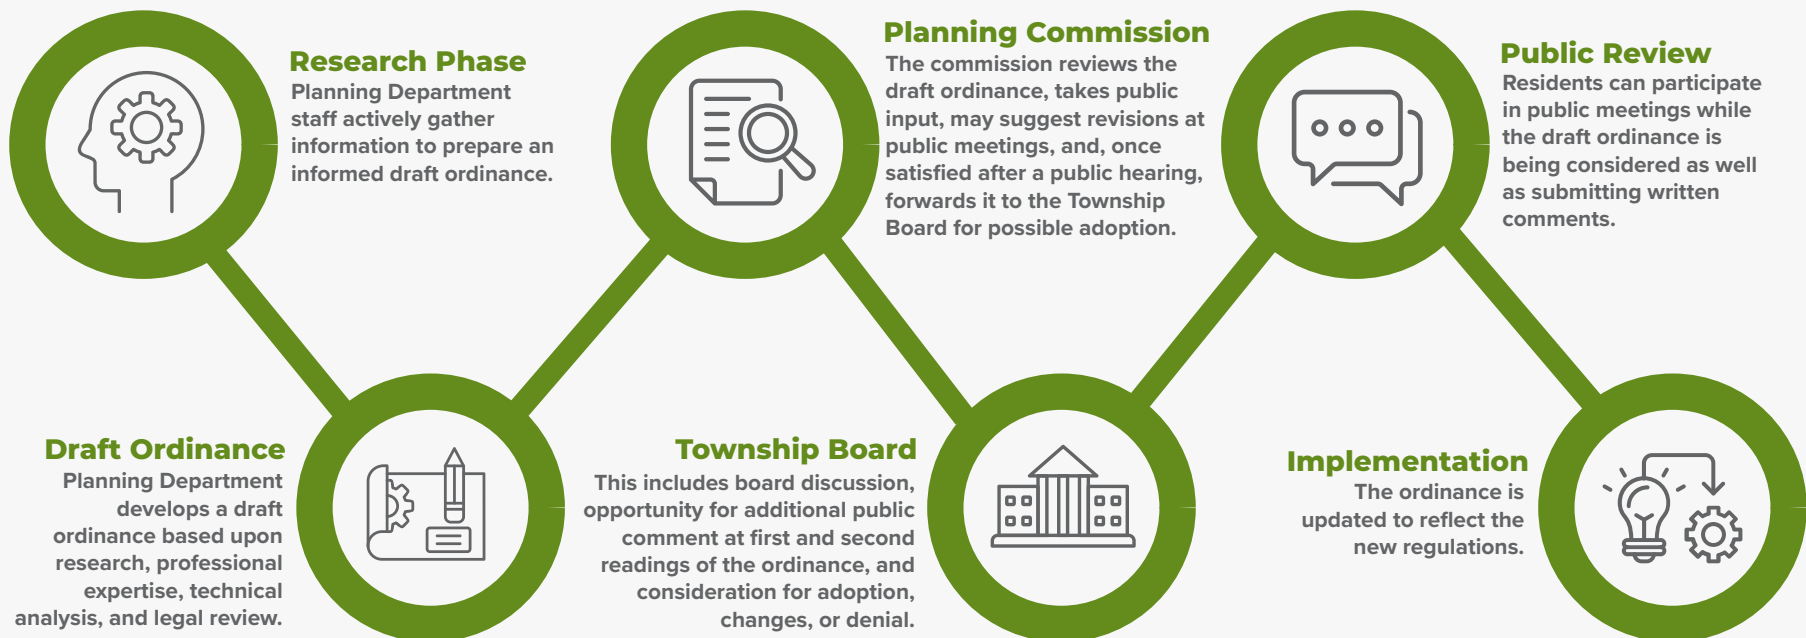 Research Phase
Planning Department
staff actively gather
information to prepare an
informed draft ordinance.
Draft Ordinance
Planning Department
develops a draft
ordinance based upon
research, professional
expertise, technical
analysis, and legal review.
Planning Commission
The commission reviews the
draft ordinance, takes public
input, may suggest revisions at
public meetings, and, once
satisfied after a public hearing,
forwards it to the Township
Board for possible adoption.
Township Board
This includes board discussion,
opportunity for additional public
comment at first and second
readings of the ordinance, and
consideration for adoption,
changes, or denial.
Public Review
Residents can participate
in public meetings while
the draft ordinance is
being considered as well
as submitting written
comments.
Implementation
The ordinance is
updated to reflect the
new regulations.